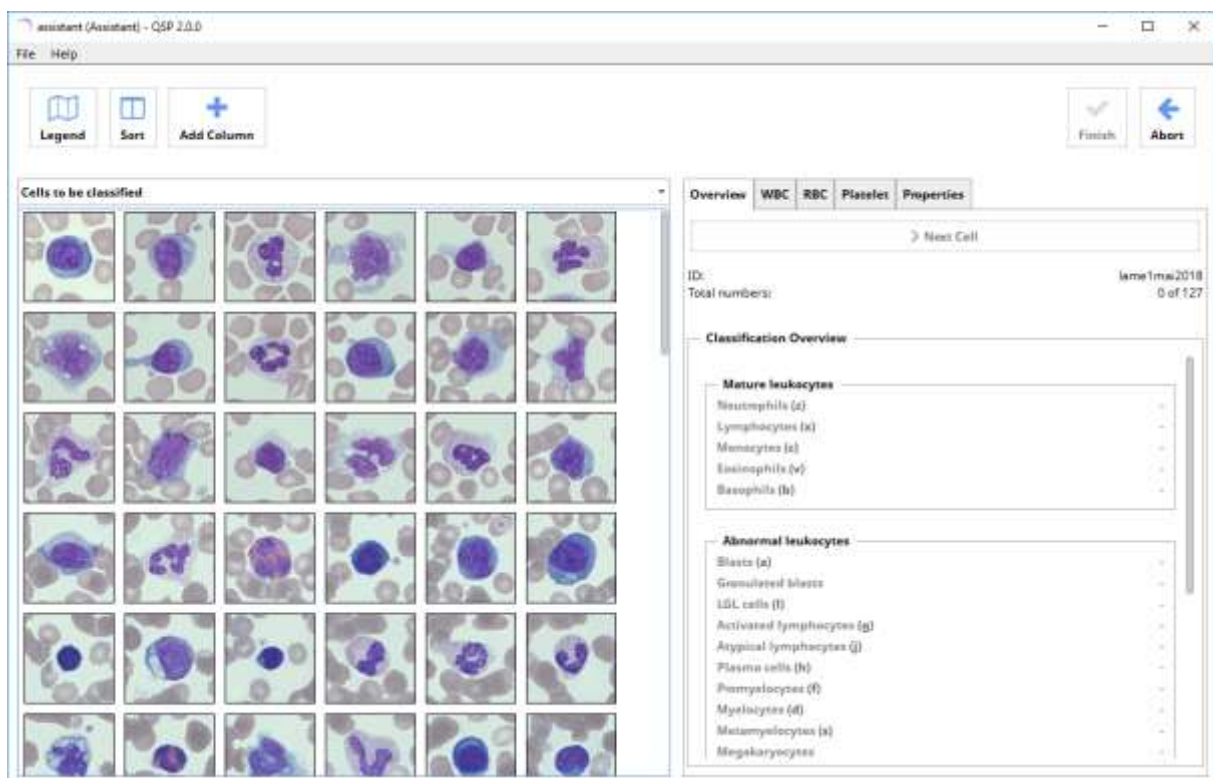 assistant (Assistant) - QSP 2.0.0
File Help
Legend Sort Add Column Finish Abort
Cells to be classified
Overview WBC RBC Platelet Properties
Next Cell
ID: lame1mai2018
Total numbers: 0 of 127
Classification Overview
Mature leukocytes
Neutrophils (z) -
Lymphocytes (x) -
Monocytes (c) -
Eosinophils (v) -
Basophils (b) -
Abnormal leukocytes
Blasts (a) -
Granulated blasts -
LGL cells (l) -
Activated lymphocytes (g) -
Atypical lymphocytes (j) -
Plasma cells (h) -
Promyelocytes (f) -
Myelocytes (d) -
Metamyelocytes (s) -
Megakaryocytes